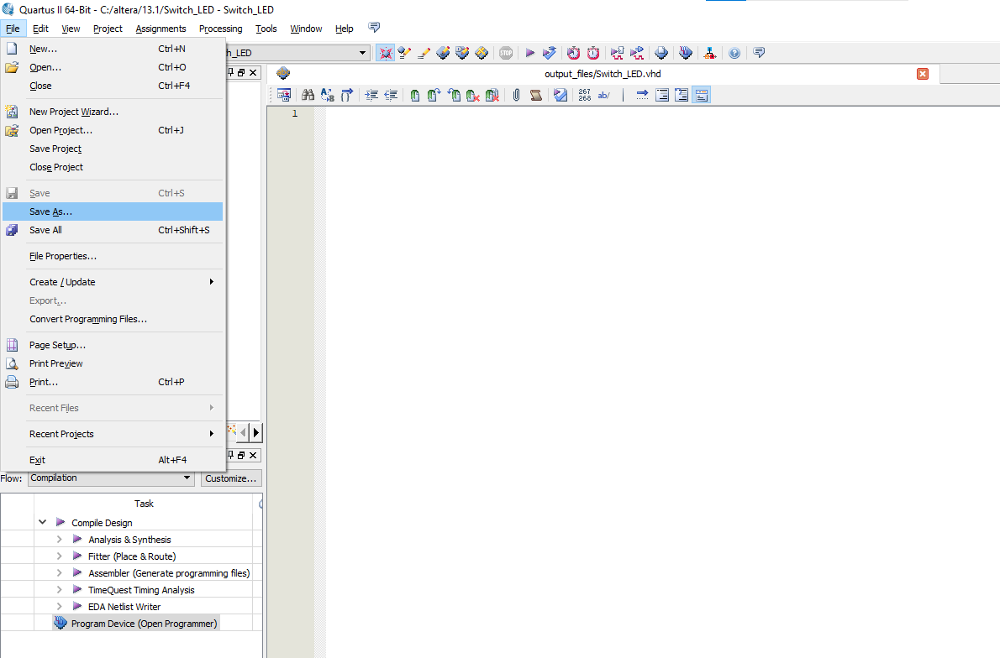 Quartus II 64-Bit - C:/altera/13.1/Switch_LED - Switch_LED
File Edit View Project Assignments Processing Tools Window Help
New... Ctrl+N
Open... Ctrl+O
Close Ctrl+F4
New Project Wizard...
Open Project... Ctrl+J
Save Project
Close Project
Save Ctrl+S
Save As...
Save All Ctrl+Shift+S
File Properties...
Create / Update
Export...
Convert Programming Files...
Page Setup...
Print Preview
Print... Ctrl+P
Recent Files
Recent Projects
Exit Alt+F4
h_LED
STOP
output_files/Switch_LED.vhd
267
268
ab/
1
Flow: Compilation Customize...
Task
Compile Design
Analysis & Synthesis
Fitter (Place & Route)
Assembler (Generate programming files)
TimeQuest Timing Analysis
EDA Netlist Writer
Program Device (Open Programmer)